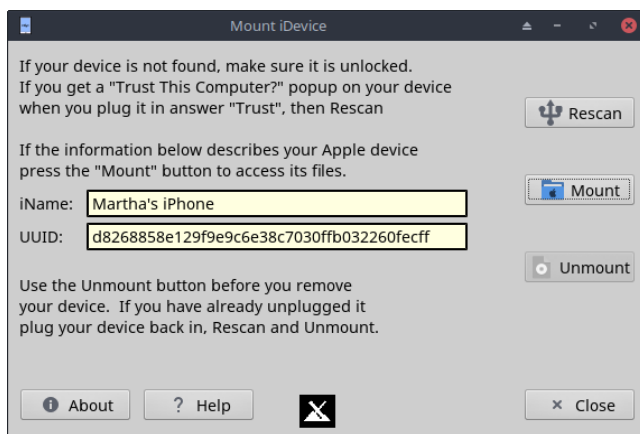 Mount iDevice
If your device is not found, make sure it is unlocked.
If you get a "Trust This Computer?" popup on your device
when you plug it in answer "Trust", then Rescan
Rescan
If the information below describes your Apple device
press the "Mount" button to access its files.
Mount
iName: Martha's iPhone
UUID: d8268858e129f9e9c6e38c7030ffb032260fecff
Unmount
Use the Unmount button before you remove
your device. If you have already unplugged it
plug your device back in, Rescan and Unmount.
About
? Help
Close